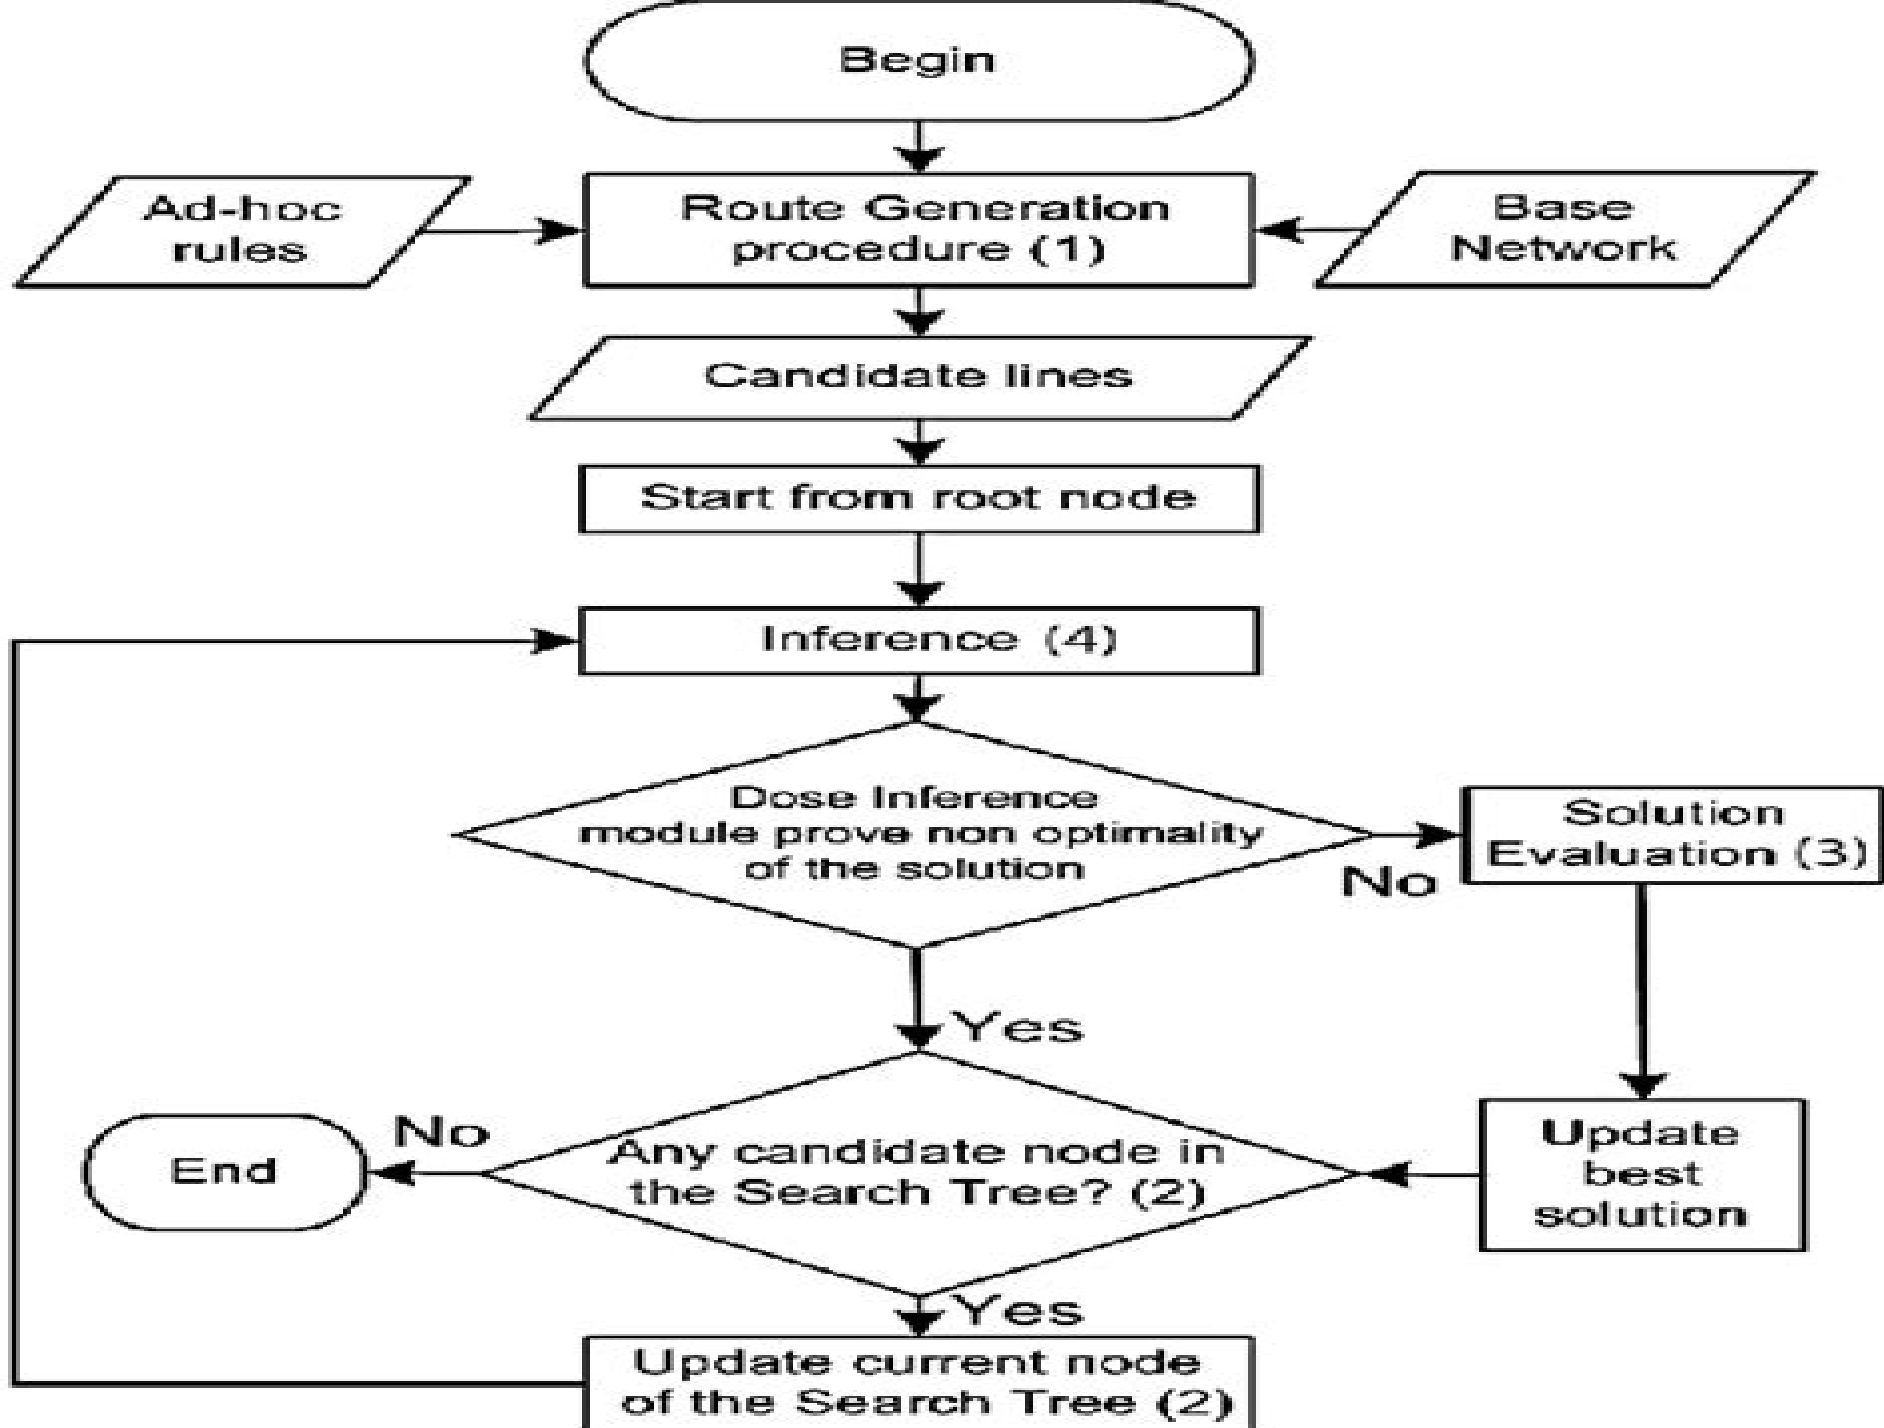 Begin
Ad-hoc
rules
Route Generation
procedure (1)
Base
Network
Candidate lines
Start from root node
Inference (4)
Dose Inference
module prove non optimality
of the solution
No
Solution
Evaluation (3)
Yes
End
No
Any candidate node in
the Search Tree? (2)
Update
best
solution
Yes
Update current node
of the Search Tree (2)